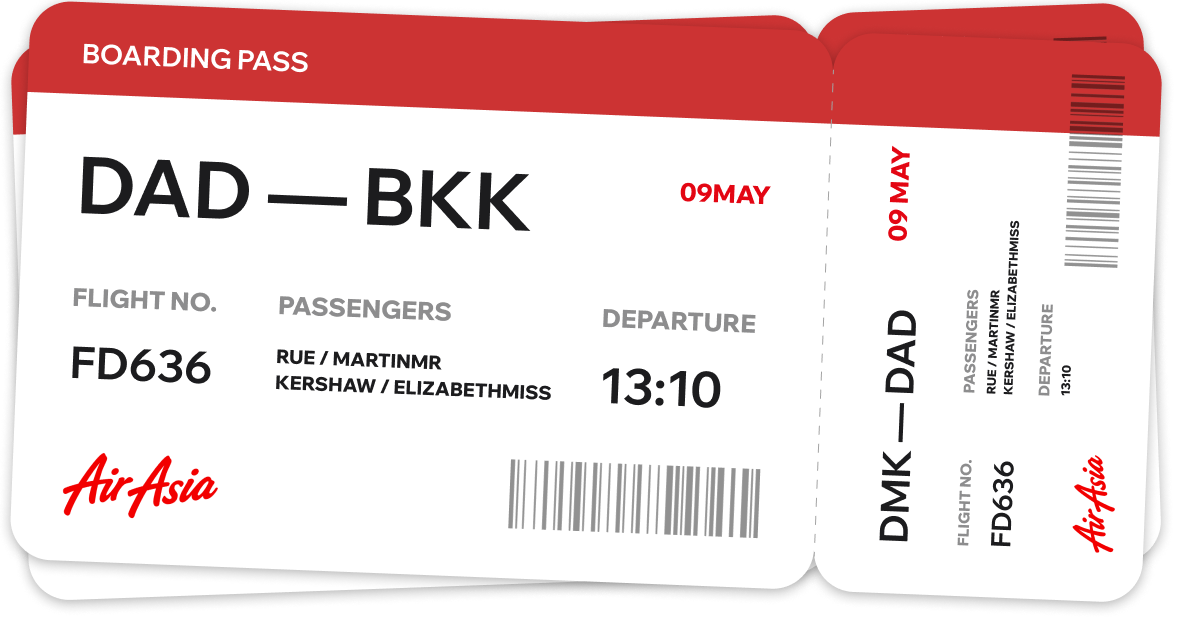 BOARDING PASS
DAD — BKK
09MAY
FLIGHT NO.
FD636
PASSENGERS
RUE / MARTINMR
KERSHAW / ELIZABETHMISS
DEPARTURE
13:10
AirAsia
DMK — DAD
09 MAY
FLIGHT NO.
FD636
PASSENGERS
RUE / MARTINMR
KERSHAW / ELIZABETHMISS
DEPARTURE
13:10
AirAsia